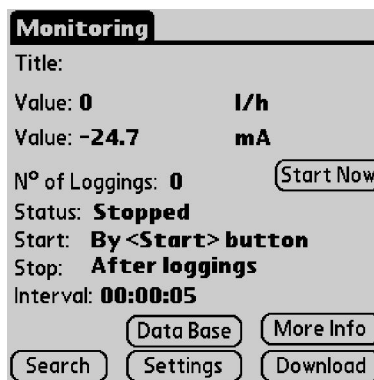 Monitoring
Title:
Value: 0 l/h
Value: -24.7 mA
Nº of Loggings: 0 Start Now
Status: Stopped
Start: By <Start> button
Stop: After loggings
Interval: 00:00:05
Data Base More Info
Search Settings Download